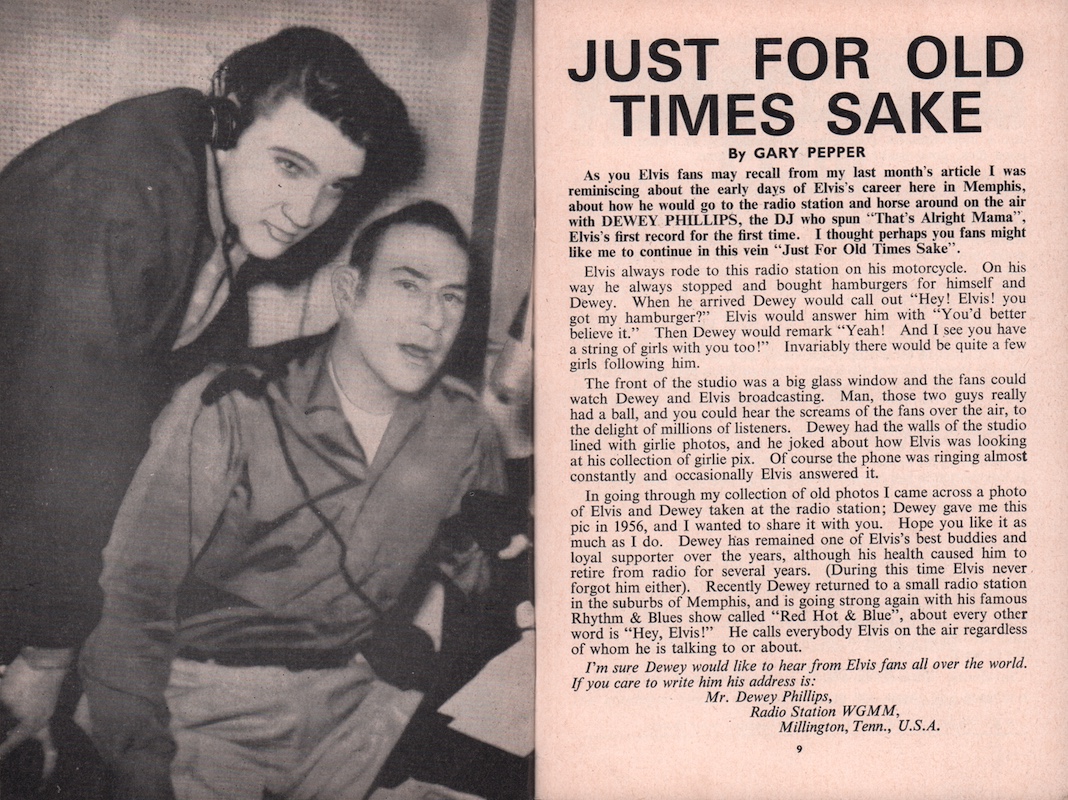 JUST FOR OLD
TIMES SAKE
By GARY PEPPER
As you Elvis fans may recall from my last month's article I was
reminiscing about the early days of Elvis's career here in Memphis,
about how he would go to the radio station and horse around on the air
with DEWEY PHILLIPS, the DJ who spun "That's Alright Mama",
Elvis's first record for the first time. I thought perhaps you fans might
like me to continue in this vein "Just For Old Times Sake".
Elvis always rode to this radio station on his motorcycle. On his
way he always stopped and bought hamburgers for himself and
Dewey. When he arrived Dewey would call out "Hey! Elvis! you
got my hamburger?" Elvis would answer him with "You'd better
believe it." Then Dewey would remark "Yeah! And I see you have
a string of girls with you too!" Invariably there would be quite a few
girls following him.
The front of the studio was a big glass window and the fans could
watch Dewey and Elvis broadcasting. Man, those two guys really
had a ball, and you could hear the screams of the fans over the air, to
the delight of millions of listeners. Dewey had the walls of the studio
lined with girlie photos, and he joked about how Elvis was looking
at his collection of girlie pix. Of course the phone was ringing almost
constantly and occasionally Elvis answered it.
In going through my collection of old photos I came across a photo
of Elvis and Dewey taken at the radio station; Dewey gave me this
pic in 1956, and I wanted to share it with you. Hope you like it as
much as I do. Dewey has remained one of Elvis's best buddies and
loyal supporter over the years, although his health caused him to
retire from radio for several years. (During this time Elvis never
forgot him either). Recently Dewey returned to a small radio station
in the suburbs of Memphis, and is going strong again with his famous
Rhythm & Blues show called "Red Hot & Blue", about every other
word is "Hey, Elvis!" He calls everybody Elvis on the air regardless
of whom he is talking to or about.
I'm sure Dewey would like to hear from Elvis fans all over the world.
If you care to write him his address is:
Mr. Dewey Phillips,
Radio Station WGMM,
Millington, Tenn., U.S.A.
9